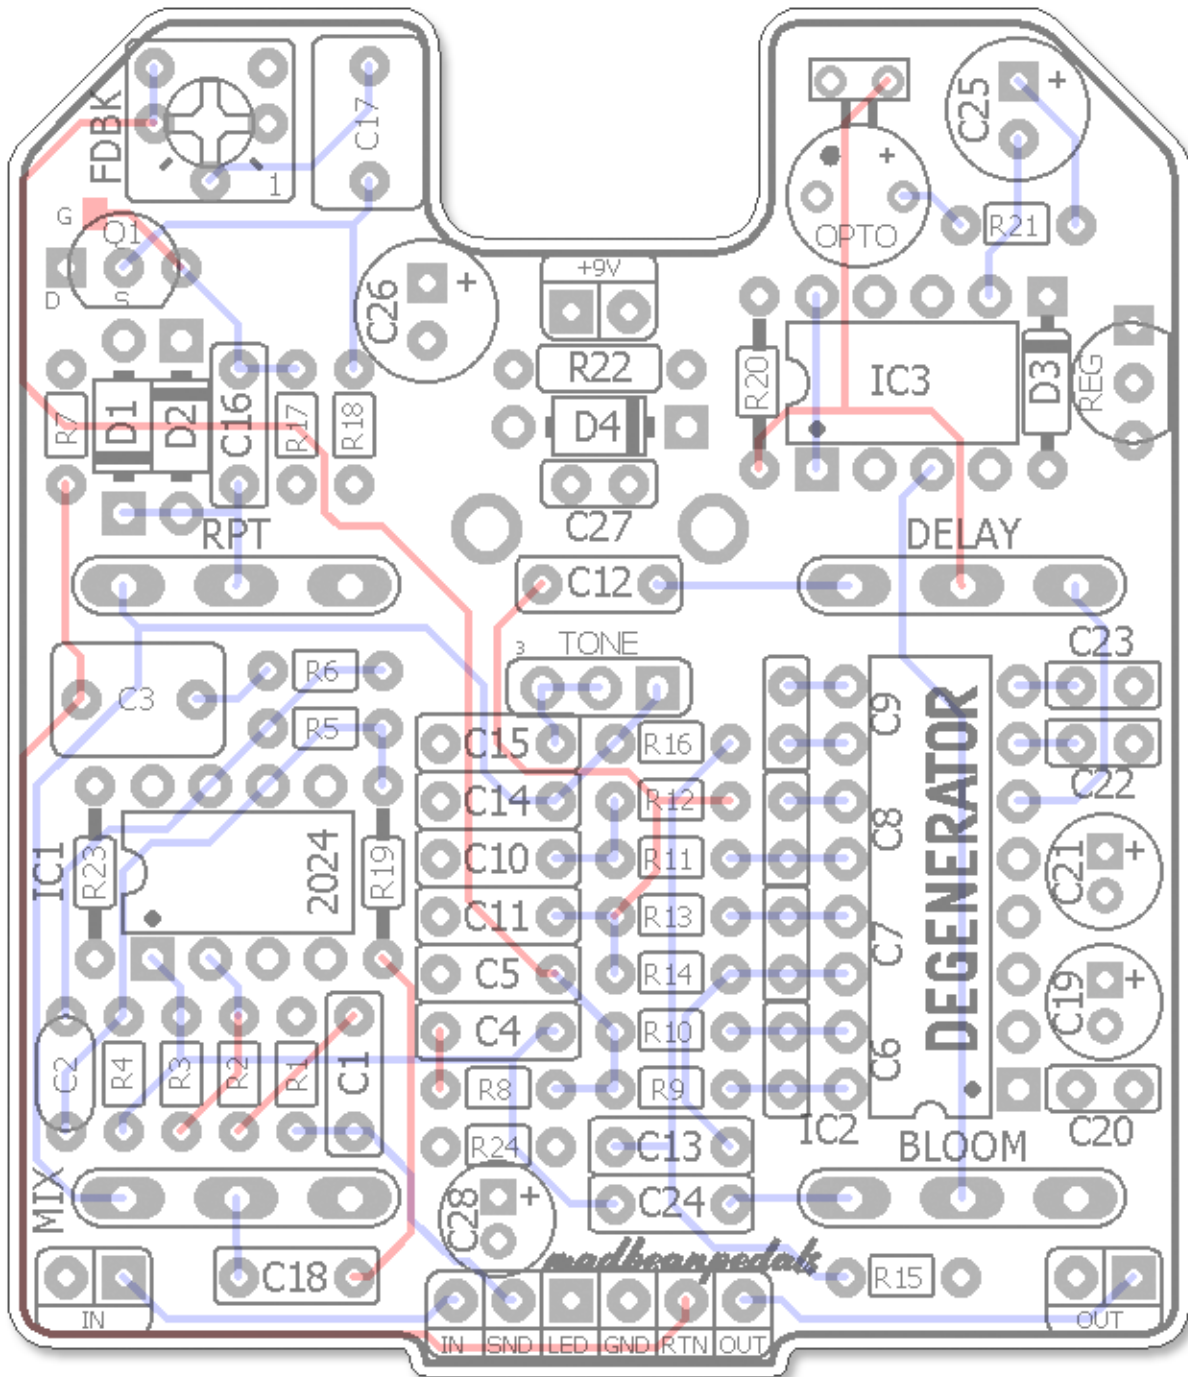 FDBK
1
C17
C25
+
G
Q1
D
S
+
OPTO
R21
C26
+
+9V
R22
D4
C27
R20
IC3
D3
REG
R7
D1
D2
C16
R17
R18
RPT
DELAY
C12
3
TONE
C3
R6
R5
C23
C22
C15
R16
C14
R12
C10
R11
C11
R13
C5
R14
C4
R10
R8
R9
C9
C8
C7
C6
DEGENERATOR
C21
+
C19
+
C20
IC1
R23
2024
R19
C2
R4
R3
R2
R1
C1
R24
C13
C24
IC2
BLOOM
MIX
C28
+
madbeanpedals
C18
R15
IN
OUT
IN
SND
LED
GND
RTN
OUT